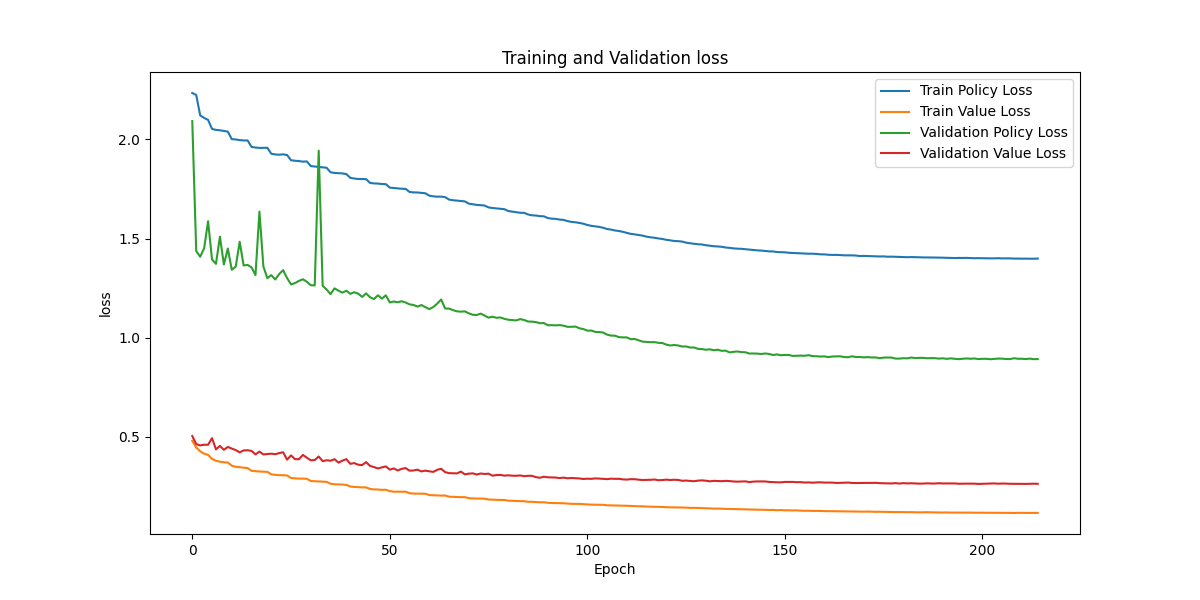 Training and Validation loss
Train Policy Loss
Train Value Loss
Validation Policy Loss
Validation Value Loss
2.0
1.5
1.0
0.5
loss
0
50
100
150
200
Epoch